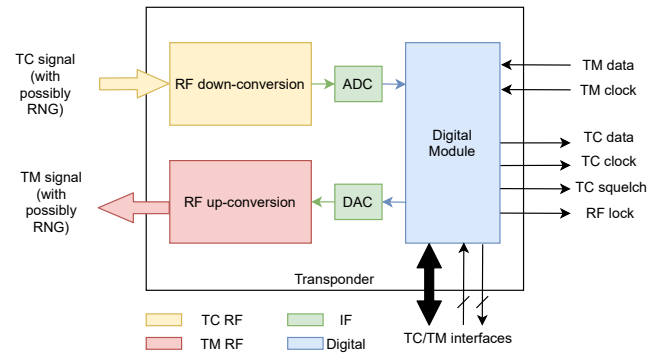 TC signal
(with
possibly
RNG)
RF down-conversion
ADC
Digital
Module
TM data
TM clock
TC data
TC clock
TC squelch
RF lock
TM signal
(with
possibly
RNG)
RF up-conversion
DAC
Transponder
TC/TM interfaces
TC RF
IF
TM RF
Digital